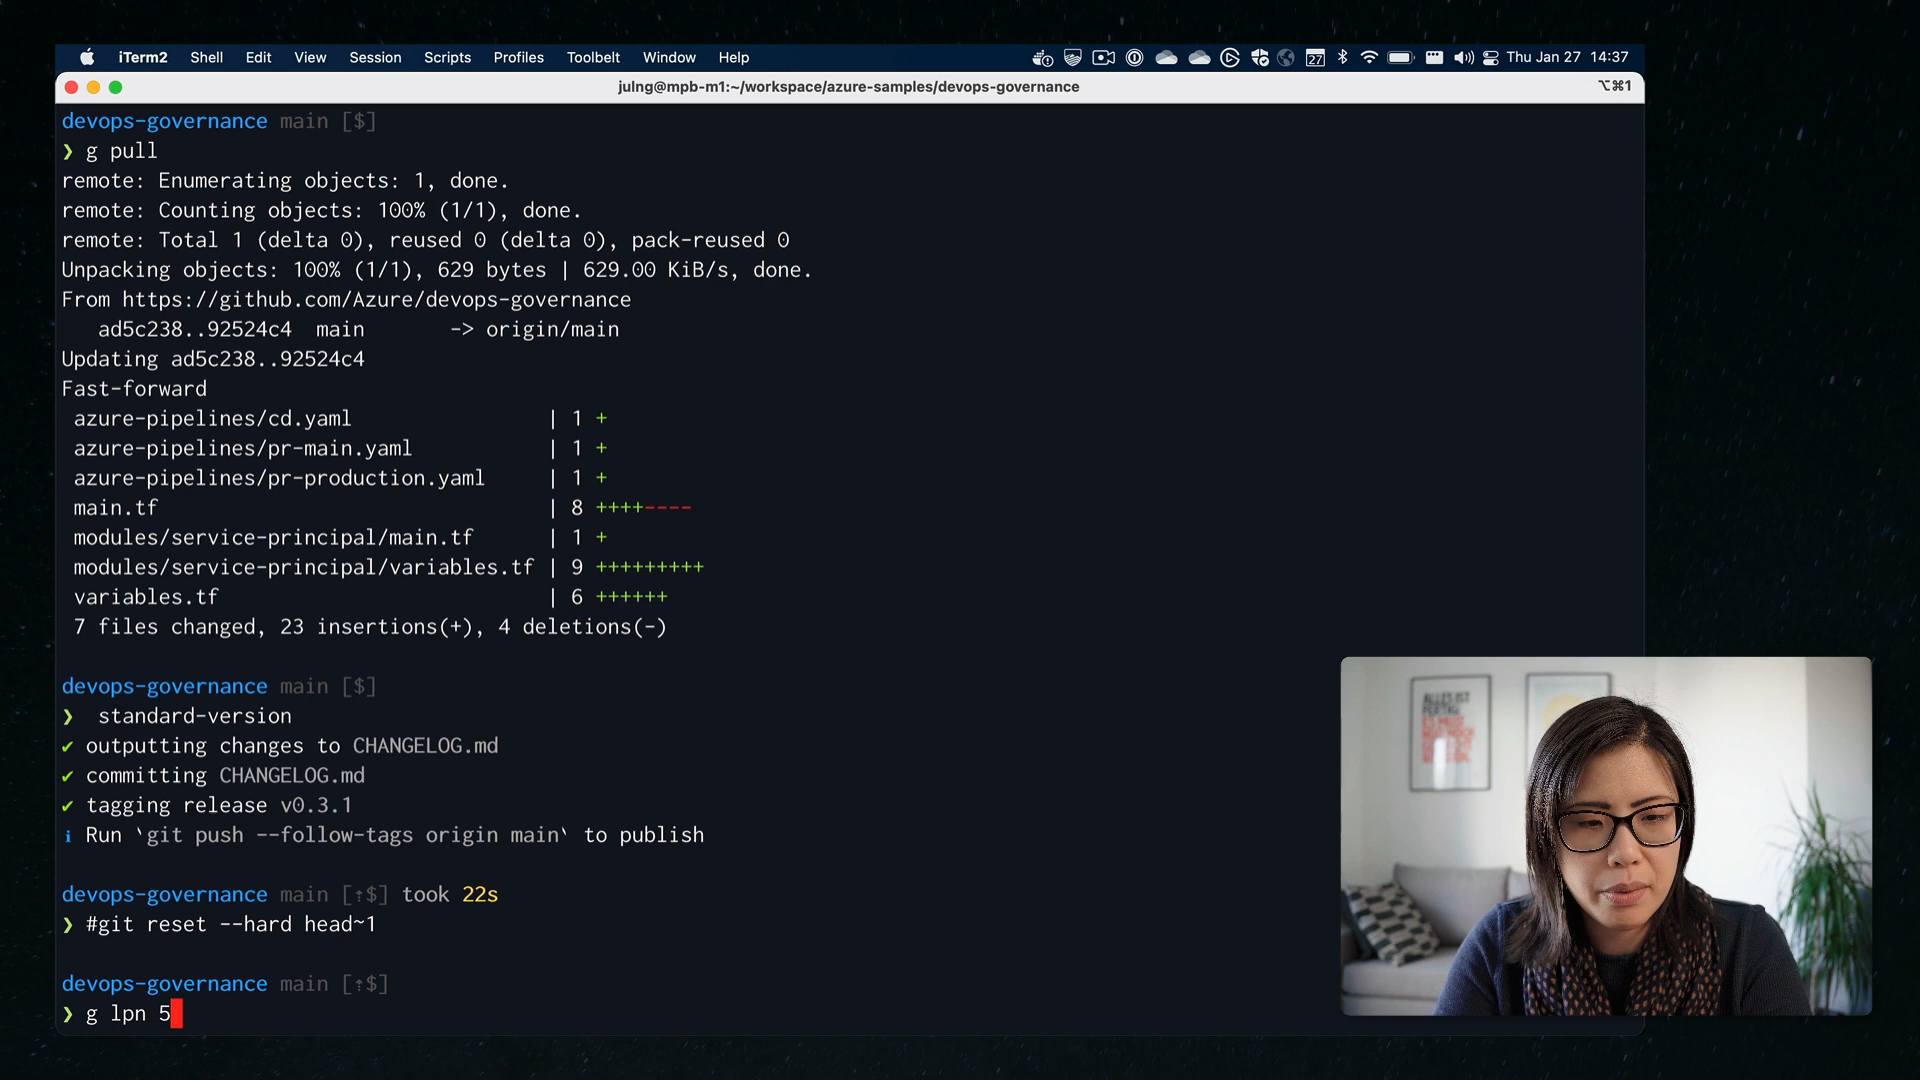 iTerm2 Shell Edit View Session Scripts Profiles Toolbelt Window Help 27 Thu Jan 27 14:37
julng@mpb-m1:~/workspace/azure-samples/devops-governance ⌥⌘1
devops-governance main [$]
❯ g pull
remote: Enumerating objects: 1, done.
remote: Counting objects: 100% (1/1), done.
remote: Total 1 (delta 0), reused 0 (delta 0), pack-reused 0
Unpacking objects: 100% (1/1), 629 bytes | 629.00 KiB/s, done.
From https://github.com/Azure/devops-governance
ad5c238..92524c4 main -> origin/main
Updating ad5c238..92524c4
Fast-forward
azure-pipelines/cd.yaml | 1 +
azure-pipelines/pr-main.yaml | 1 +
azure-pipelines/pr-production.yaml | 1 +
main.tf | 8 ++++----
modules/service-principal/main.tf | 1 +
modules/service-principal/variables.tf | 9 +++++++++
variables.tf | 6 ++++++
7 files changed, 23 insertions(+), 4 deletions(-)
devops-governance main [$]
❯ standard-version
✔ outputting changes to CHANGELOG.md
✔ committing CHANGELOG.md
✔ tagging release v0.3.1
ℹ Run `git push --follow-tags origin main` to publish
devops-governance main [⇡$] took 22s
❯ #git reset --hard head~1
devops-governance main [⇡$]
❯ g lpn 5
ALLES IST